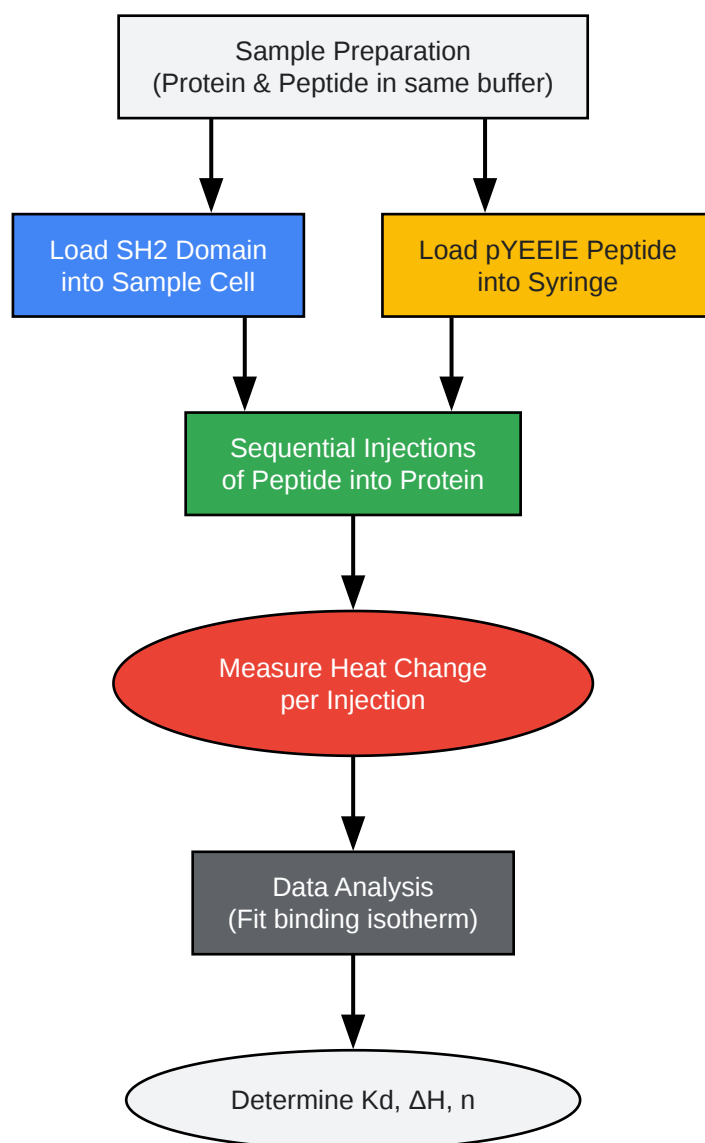 Sample Preparation
(Protein & Peptide in same buffer)
Load SH2 Domain
into Sample Cell
Load pYEEIE Peptide
into Syringe
Sequential Injections
of Peptide into Protein
Measure Heat Change
per Injection
Data Analysis
(Fit binding isotherm)
Determine Kd, ΔH, n